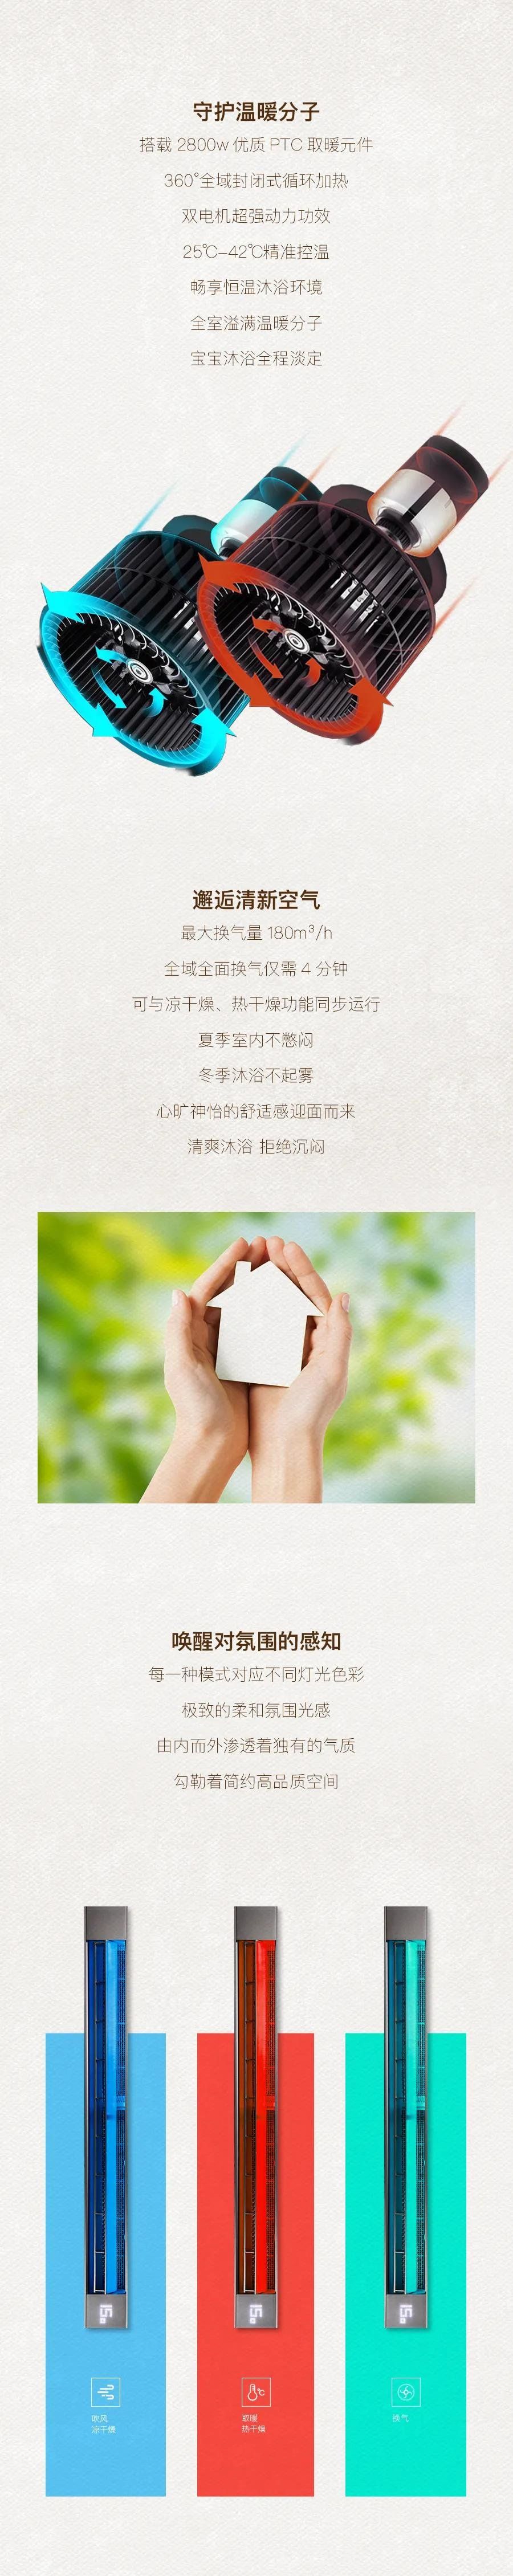 守护温暖分子
搭载 2800w 优质 PTC 取暖元件
360°全域封闭式循环加热
双电机超强动力功效
25℃-42℃精准控温
畅享恒温沐浴环境
全室溢满温暖分子
宝宝沐浴全程淡定
邂逅清新空气
最大换气量 180m³/h
全域全面换气仅需 4 分钟
可与凉干燥、热干燥功能同步运行
夏季室内不憋闷
冬季沐浴不起雾
心旷神怡的舒适感迎面而来
清爽沐浴 拒绝沉闷
唤醒对氛围的感知
每一种模式对应不同灯光色彩
极致的柔和氛围光感
由内而外渗透着独有的气质
勾勒着简约高品质空间
吹风
凉干燥
取暖
热干燥
换气